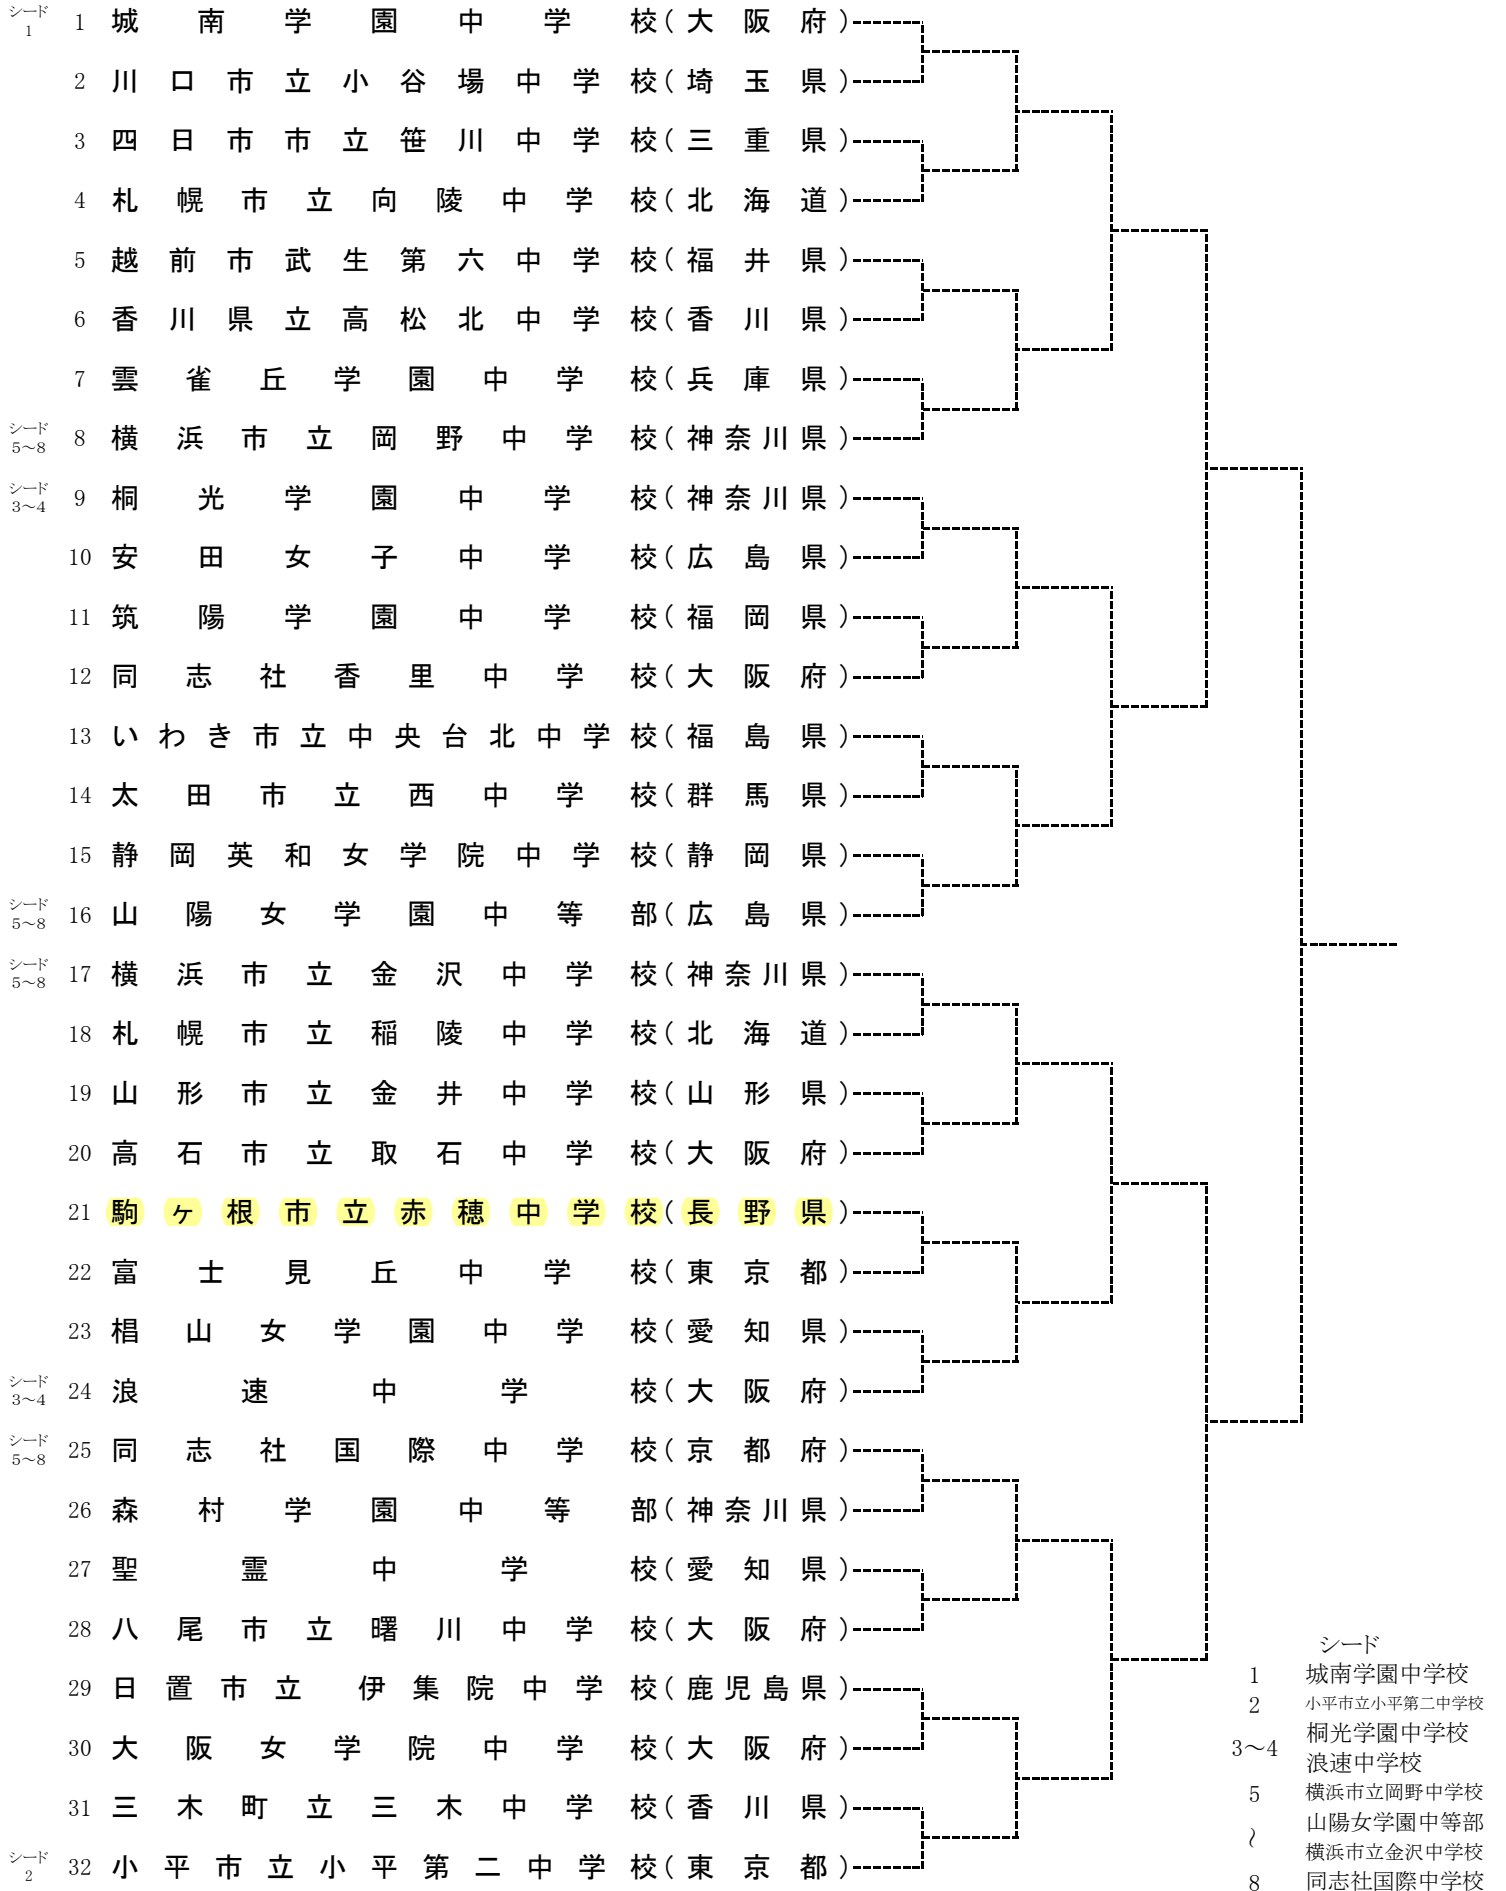 シード1 1 城南学園中学校(大阪府)
2 川口市立小谷場中学校(埼玉県)
3 四日市市立笹川中学校(三重県)
4 札幌市立向陵中学校(北海道)
5 越前市武生第六中学校(福井県)
6 香川県立高松北中学校(香川県)
7 雲雀丘学園中学校(兵庫県)
シード5～8 8 横浜市立岡野中学校(神奈川県)
シード3～4 9 桐光学園中学校(神奈川県)
10 安田女子中学校(広島県)
11 筑陽学園中学校(福岡県)
12 同志社香里中学校(大阪府)
13 いわき市立中央台北中学校(福島県)
14 太田市立西中学校(群馬県)
15 静岡英和女学院中学校(静岡県)
シード5～8 16 山陽女学園中等部(広島県)
シード5～8 17 横浜市立金沢中学校(神奈川県)
18 札幌市立稲陵中学校(北海道)
19 山形市立金井中学校(山形県)
20 高石市立取石中学校(大阪府)
21 駒ヶ根市立赤穂中学校(長野県)
22 富士見丘中学校(東京都)
23 椙山女学園中学校(愛知県)
シード3～4 24 浪速中学校(大阪府)
シード5～8 25 同志社国際中学校(京都府)
26 森村学園中等部(神奈川県)
27 聖霊中学校(愛知県)
28 八尾市立曙川中学校(大阪府)
29 日置市立 伊集院中学校(鹿児島県)
30 大阪女学院中学校(大阪府)
31 三木町立三木中学校(香川県)
シード2 32 小平市立小平第二中学校(東京都)
シード
1 城南学園中学校
2 小平市立小平第二中学校
3～4 桐光学園中学校
浪速中学校
5 横浜市立岡野中学校
～ 山陽女学園中等部
横浜市立金沢中学校
8 同志社国際中学校